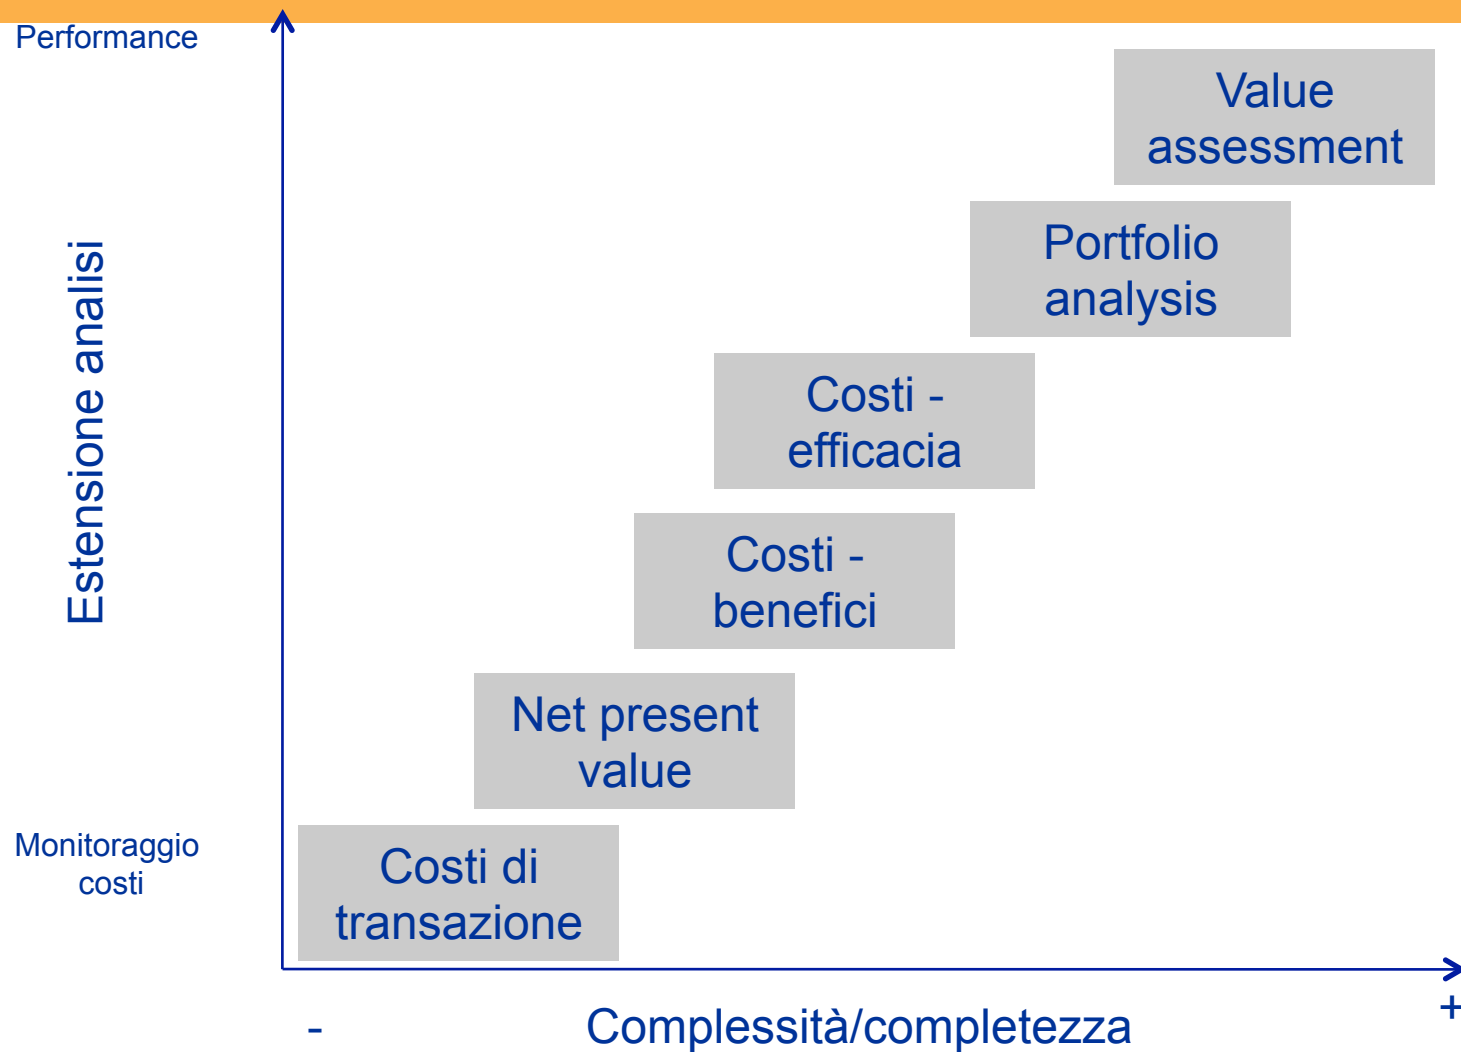 Performance
Value
assessment
Portfolio
analysis
Estensione analisi
Costi -
efficacia
Costi -
benefici
Net present
value
Monitoraggio
costi
Costi di
transazione
-
Complessità/completezza
+